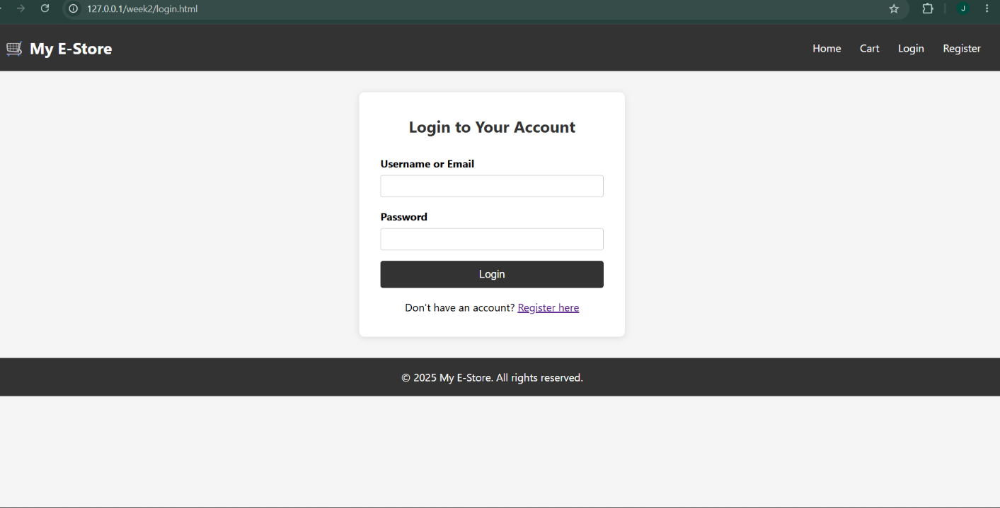 127.0.0.1/week2/login.html
J
My E-Store
Home Cart Login Register
Login to Your Account
Username or Email
Password
Login
Don't have an account? Register here
© 2025 My E-Store. All rights reserved.